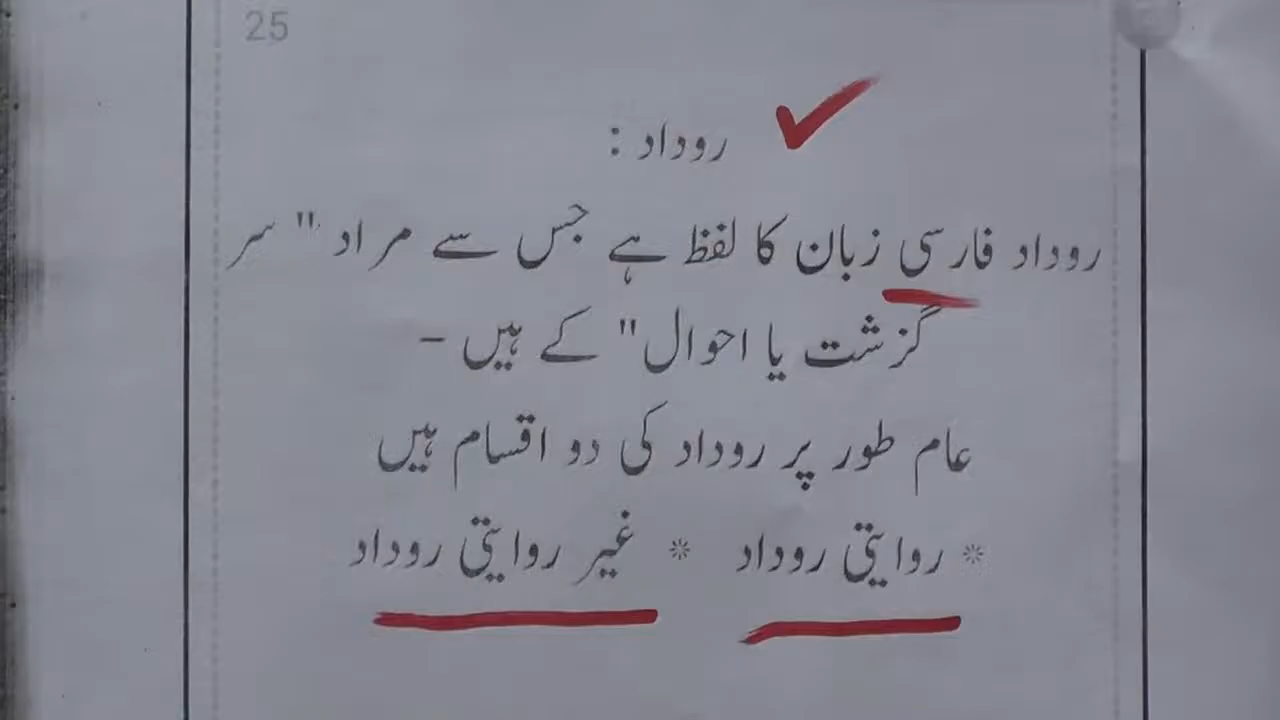 25
روداد :
روداد فارسی زبان کا لفظ ہے جس سے مراد " سر
گزشت یا احوال" کے ہیں -
عام طور پر روداد کی دو اقسام ہیں
* روایتی روداد * غیر روایتی روداد